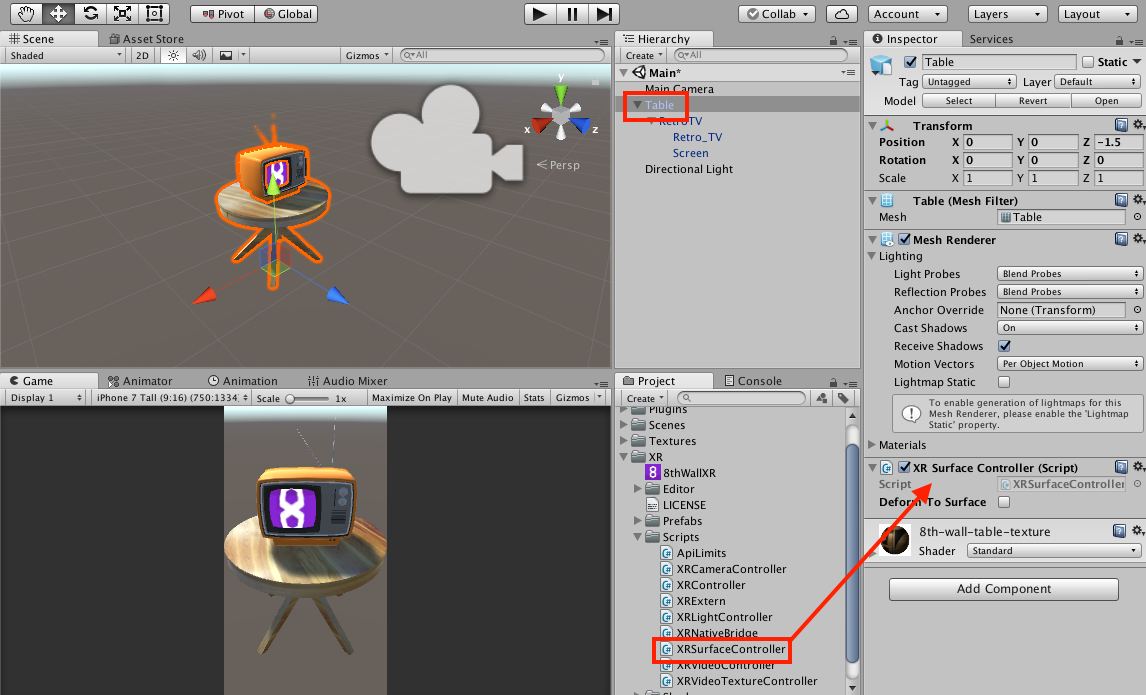 Pivot Global Collab Account Layers Layout
Scene Asset Store
Shaded 2D Gizmos All
y
x z
Persp
Game Animator Animation Audio Mixer
Display 1 iPhone 7 Tall (9:16) (750:1334) Scale 1x Maximize On Play Mute Audio Stats Gizmos
Hierarchy
Create All
Main*
Main Camera
Table
RetroTV
Retro_TV
Screen
Directional Light
Project Console
Create
Plugins
Scenes
Textures
XR
8thWallXR
Editor
LICENSE
Prefabs
Scripts
ApiLimits
XRCameraController
XRController
XRExtern
XRLightController
XRNativeBridge
XRSurfaceController
XRVideoController
XRVideoTextureController
Inspector Services
Table Static
Tag Untagged Layer Default
Model Select Revert Open
Transform
Position X 0 Y 0 Z -1.5
Rotation X 0 Y 0 Z 0
Scale X 1 Y 1 Z 1
Table (Mesh Filter)
Mesh Table
Mesh Renderer
Lighting
Light Probes Blend Probes
Reflection Probes Blend Probes
Anchor Override None (Transform)
Cast Shadows On
Receive Shadows
Motion Vectors Per Object Motion
Lightmap Static
To enable generation of lightmaps for this
Mesh Renderer, please enable the 'Lightmap
Static' property.
Materials
XR Surface Controller (Script)
Script XRSurfaceController
Deform To Surface
8th-wall-table-texture
Shader Standard
Add Component